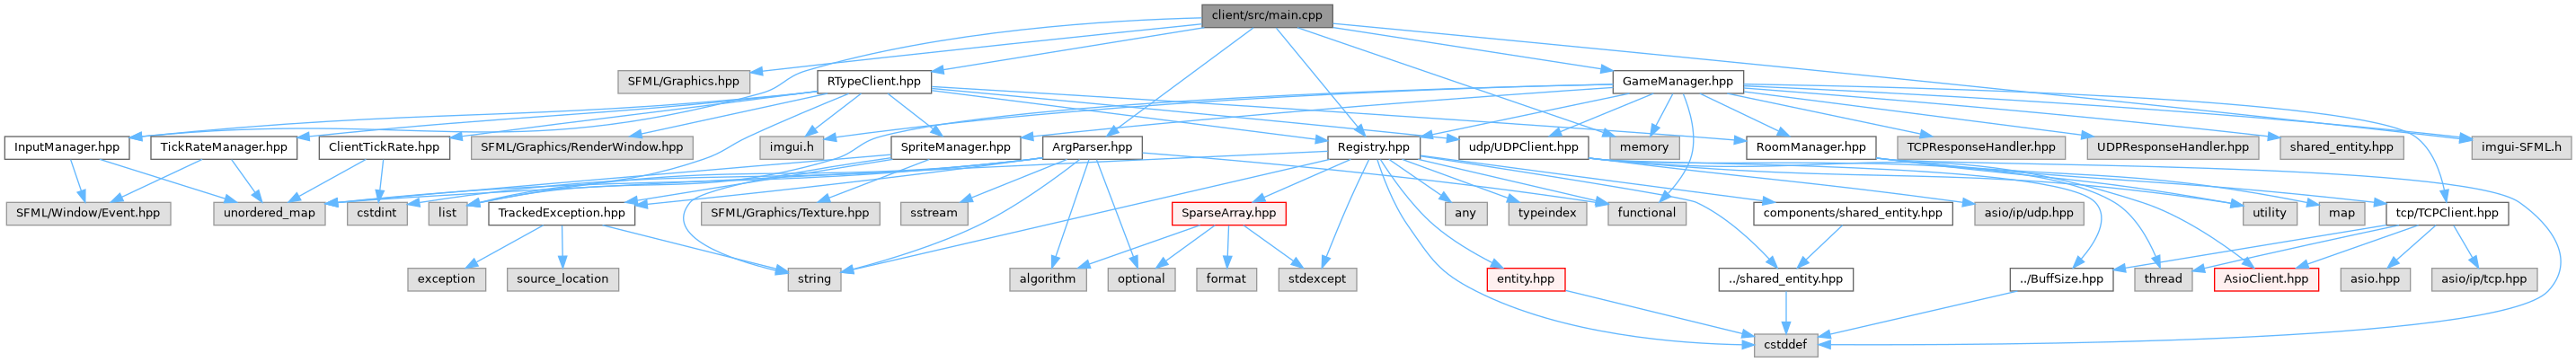 client/src/main.cpp
SFML/Graphics.hpp
RTypeClient.hpp
GameManager.hpp
InputManager.hpp
TickRateManager.hpp
ClientTickRate.hpp
SFML/Graphics/RenderWindow.hpp
imgui.h
SpriteManager.hpp
ArgParser.hpp
Registry.hpp
udp/UDPClient.hpp
memory
RoomManager.hpp
TCPResponseHandler.hpp
UDPResponseHandler.hpp
shared_entity.hpp
imgui-SFML.h
SFML/Window/Event.hpp
unordered_map
cstdint
list
TrackedException.hpp
SFML/Graphics/Texture.hpp
sstream
SparseArray.hpp
any
typeindex
functional
components/shared_entity.hpp
asio/ip/udp.hpp
utility
map
tcp/TCPClient.hpp
exception
source_location
string
algorithm
optional
format
stdexcept
entity.hpp
../shared_entity.hpp
../BuffSize.hpp
thread
AsioClient.hpp
asio.hpp
asio/ip/tcp.hpp
cstddef